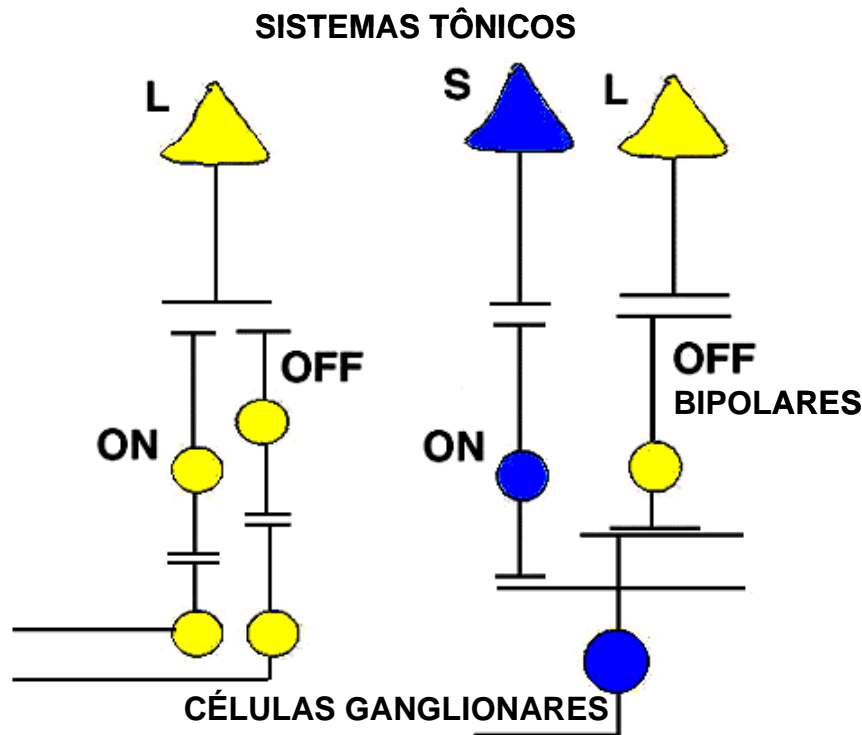 SISTEMAS TÔNICOS
L
S
L
OFF
OFF
BIPOLARES
ON
ON
CÉLULAS GANGLIONARES